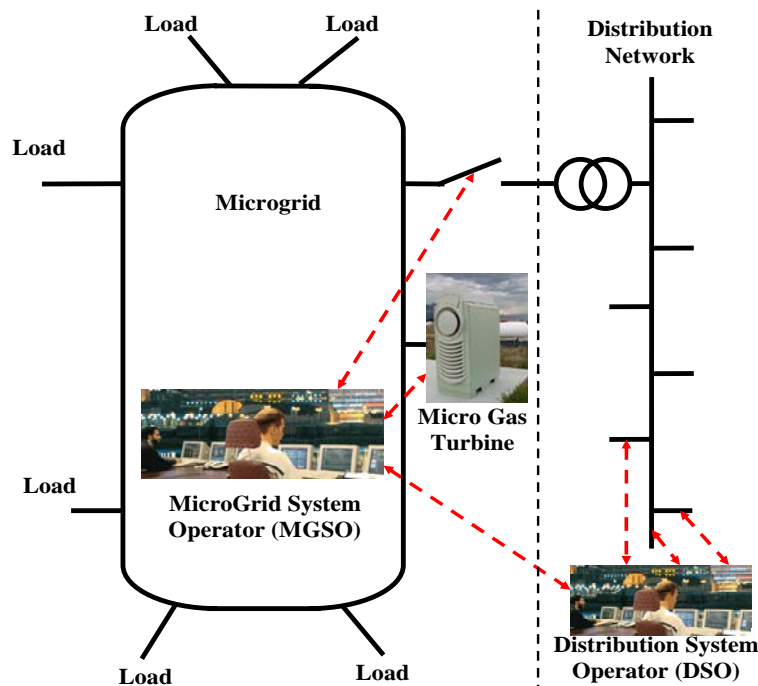 Load
Load
Distribution
Network
Load
Microgrid
Micro Gas
Turbine
Load
MicroGrid System
Operator (MGSO)
Distribution System
Operator (DSO)
Load
Load